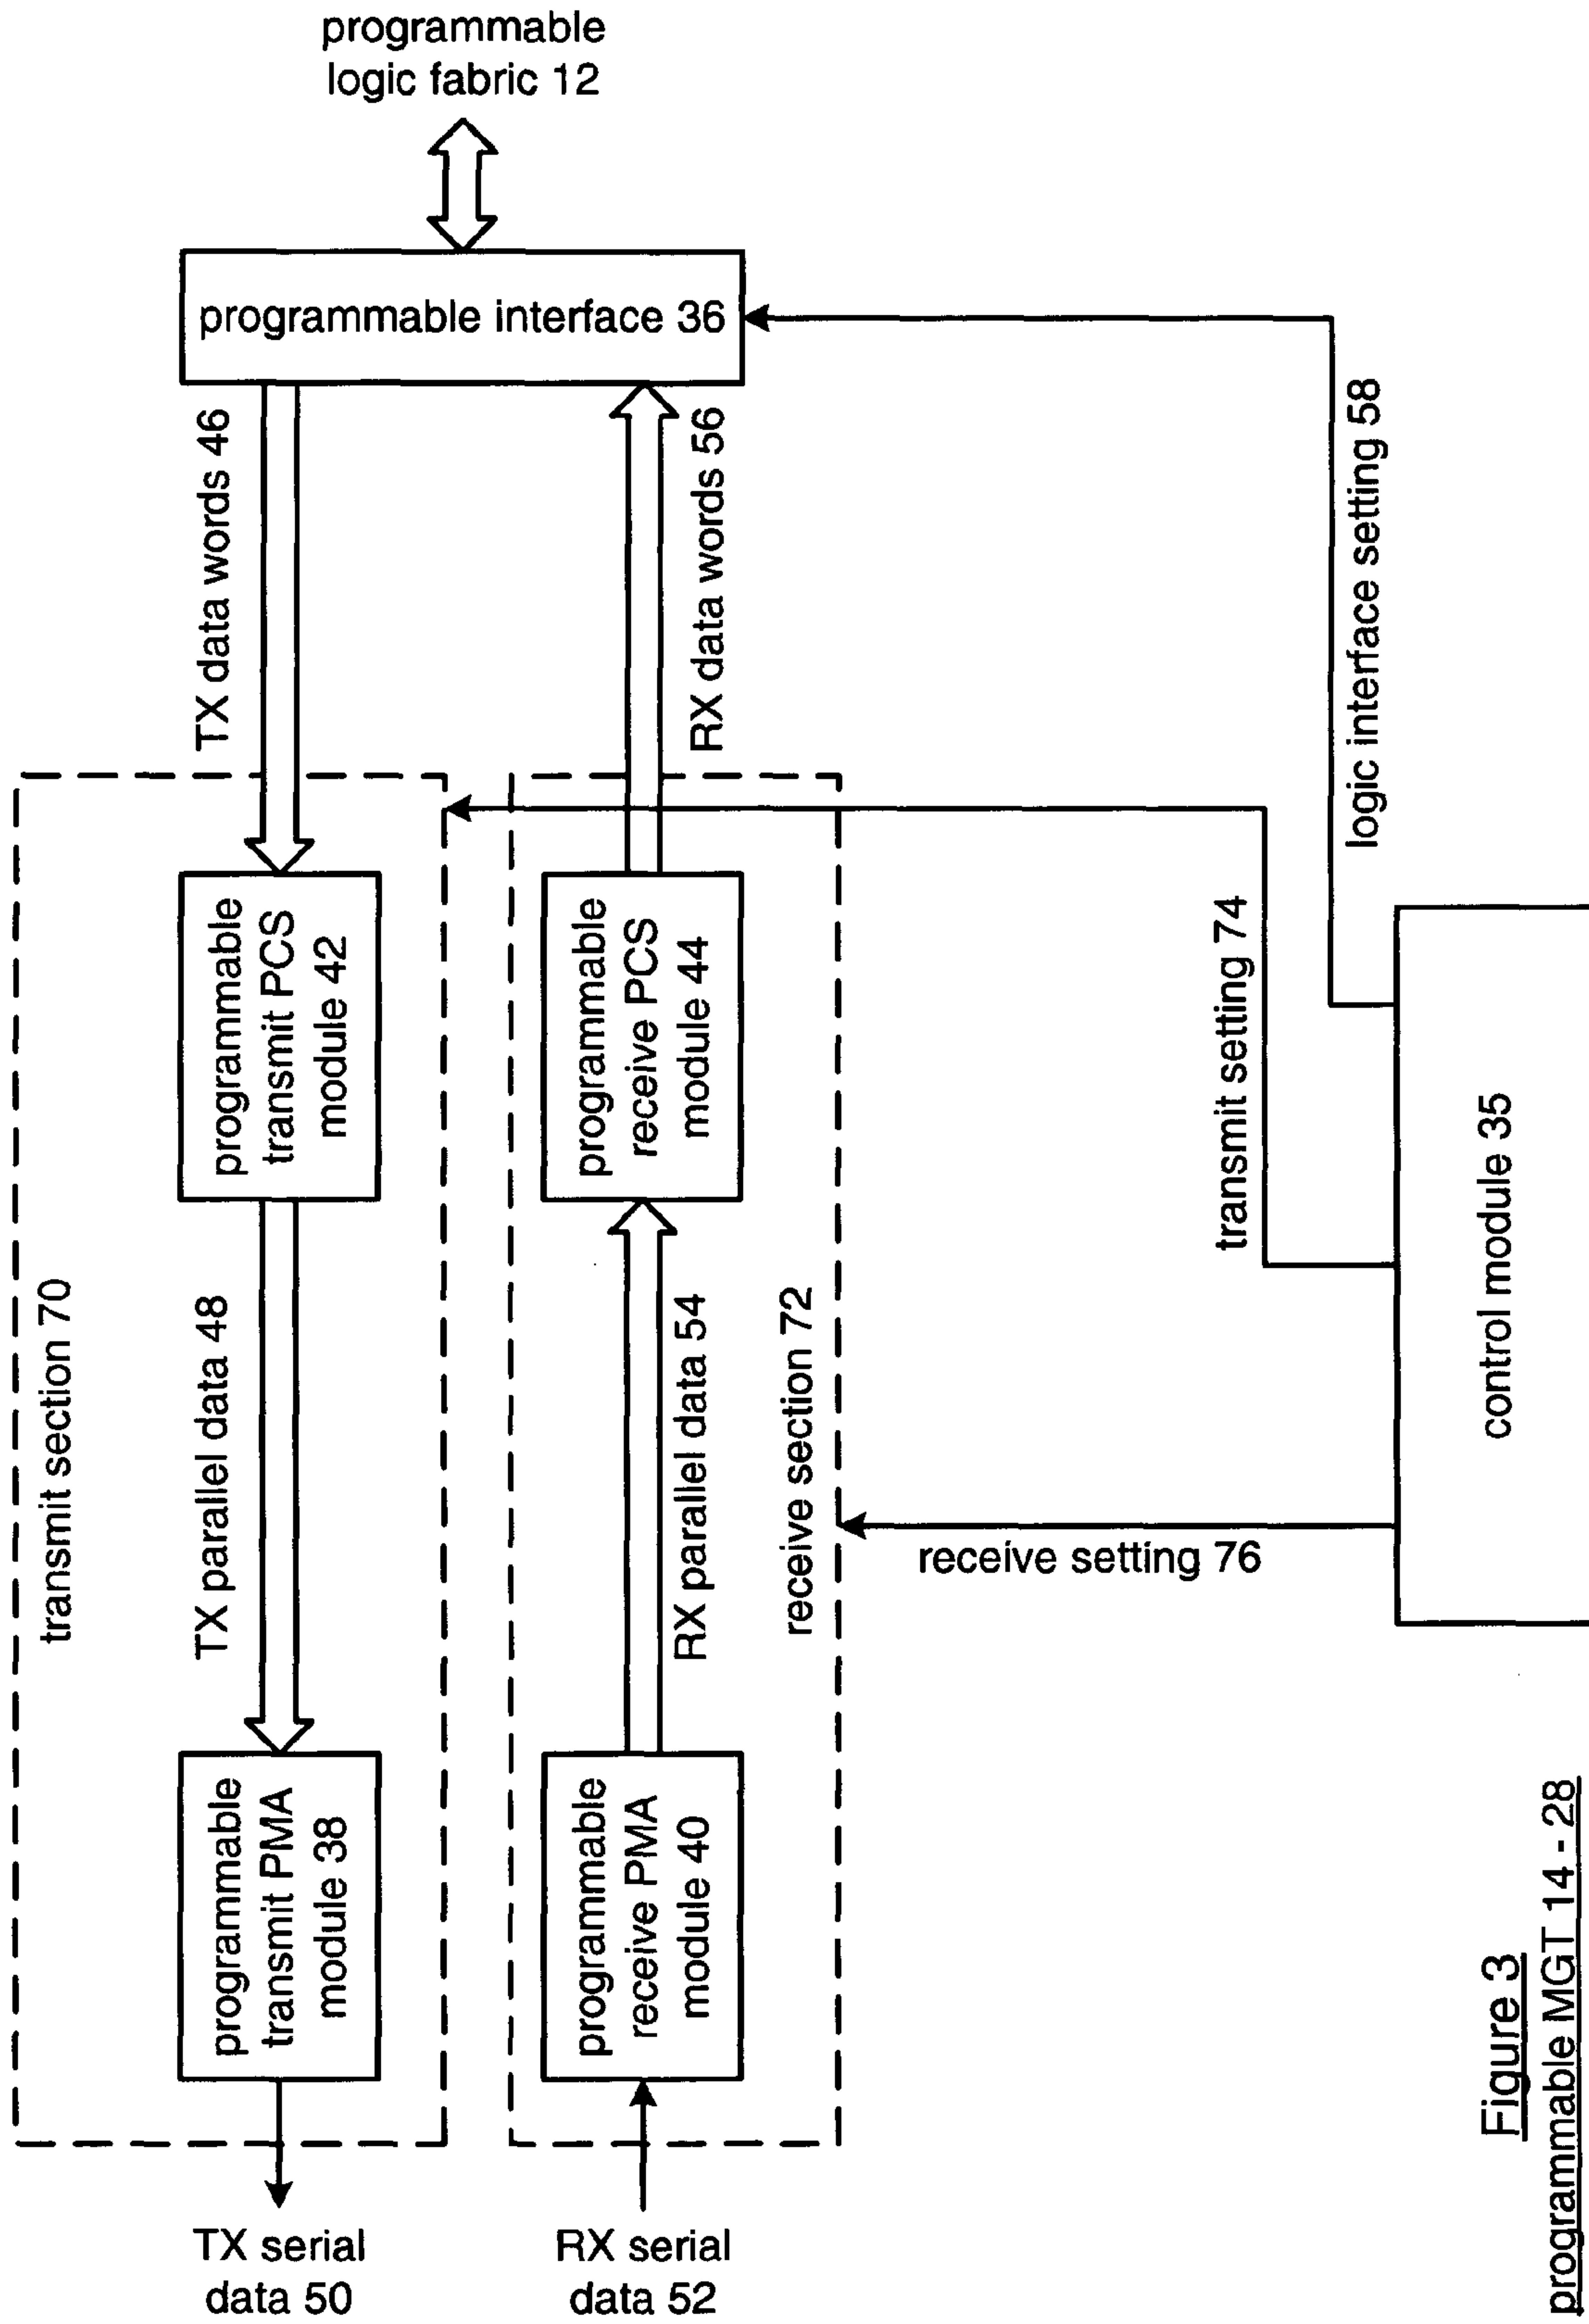 programmable
logic fabric 12
programmable interface 36
TX data words 46
RX data words 56
logic interface setting 58
programmable
transmit PCS
module 42
programmable
receive PCS
module 44
transmit setting 74
transmit section 70
TX parallel data 48
RX parallel data 54
receive section 72
receive setting 76
control module 35
programmable
transmit PMA
module 38
programmable
receive PMA
module 40
TX serial
data 50
RX serial
data 52
Figure 3
programmable MGT 14 - 28